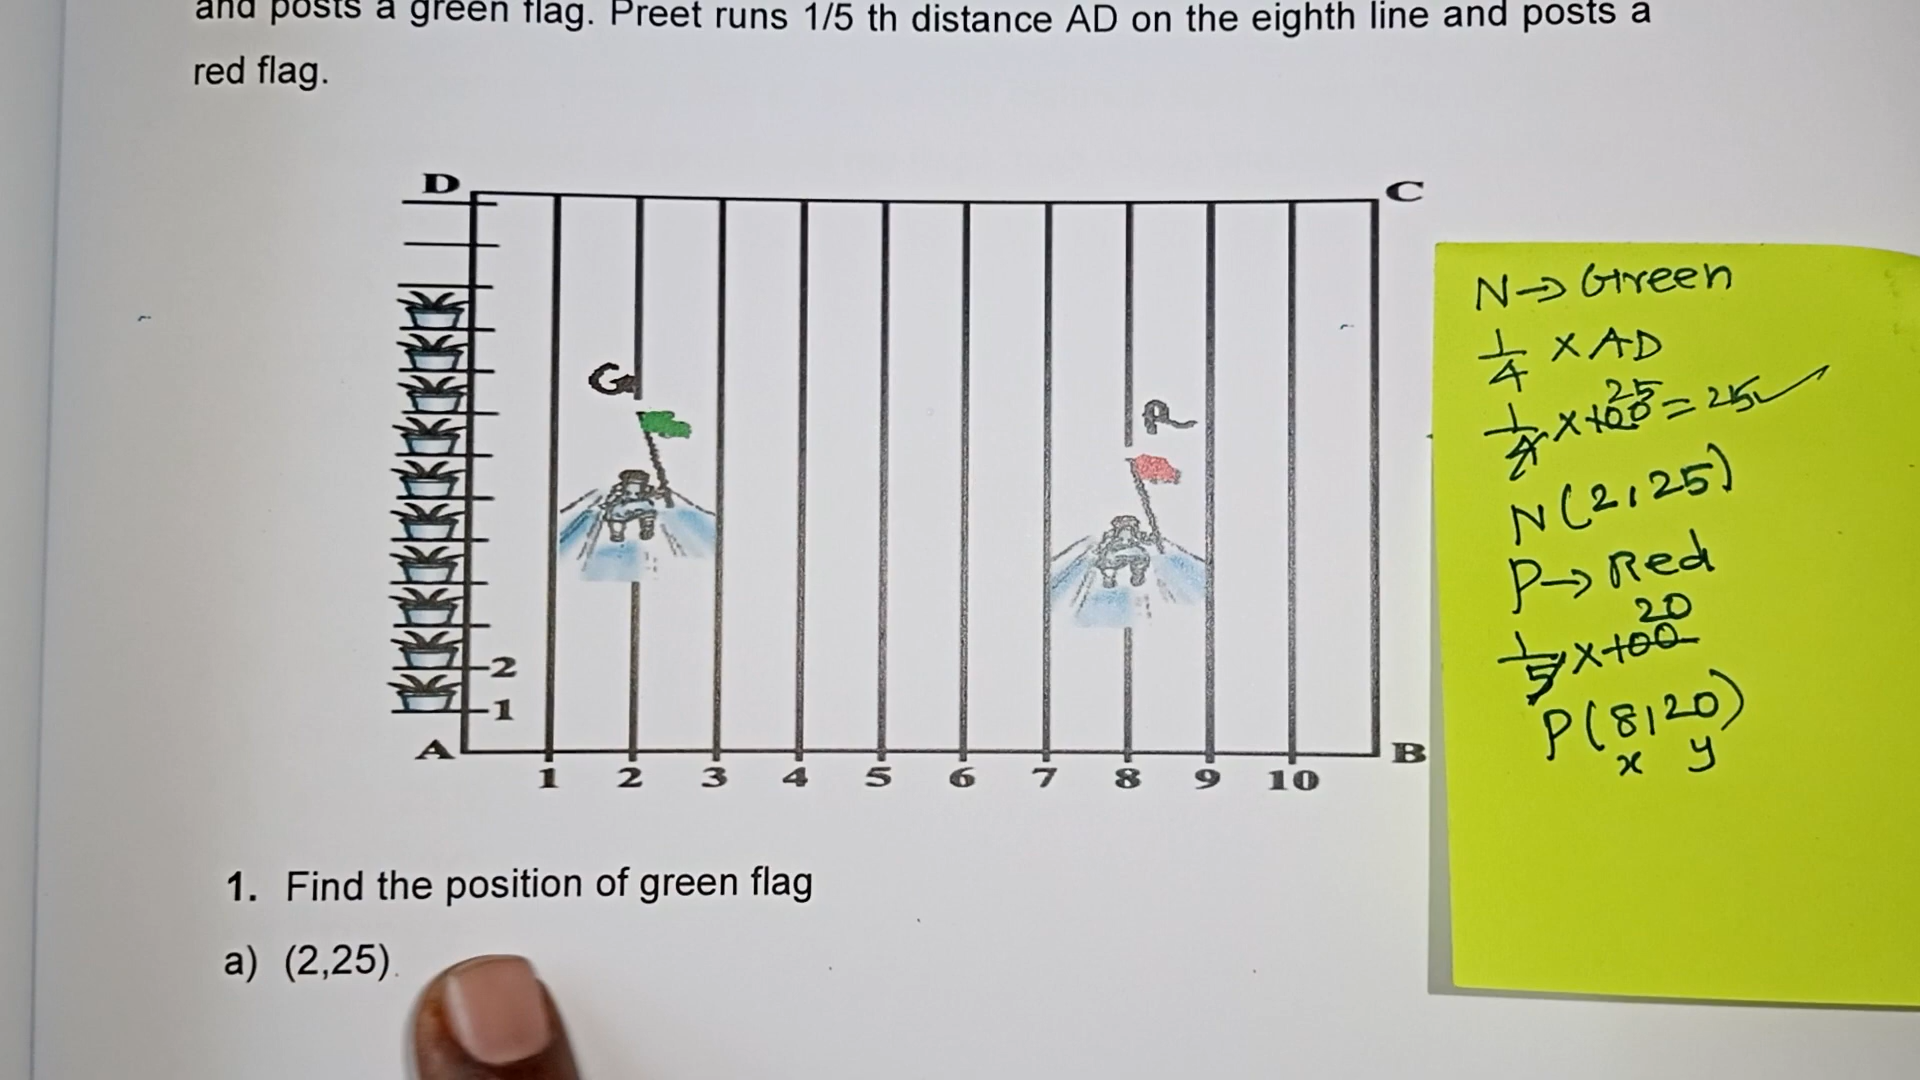 and posts a green flag. Preet runs 1/5 th distance AD on the eighth line and posts a
red flag.
D
C
G
R
2
1
A
B
1 2 3 4 5 6 7 8 9 10
N→Green
1/4 × AD
1/4 × 100 25 = 25 ✓
N(2,25)
P→Red
20
1/5 × 100
P(8,20)
x y
1. Find the position of green flag
a) (2,25).